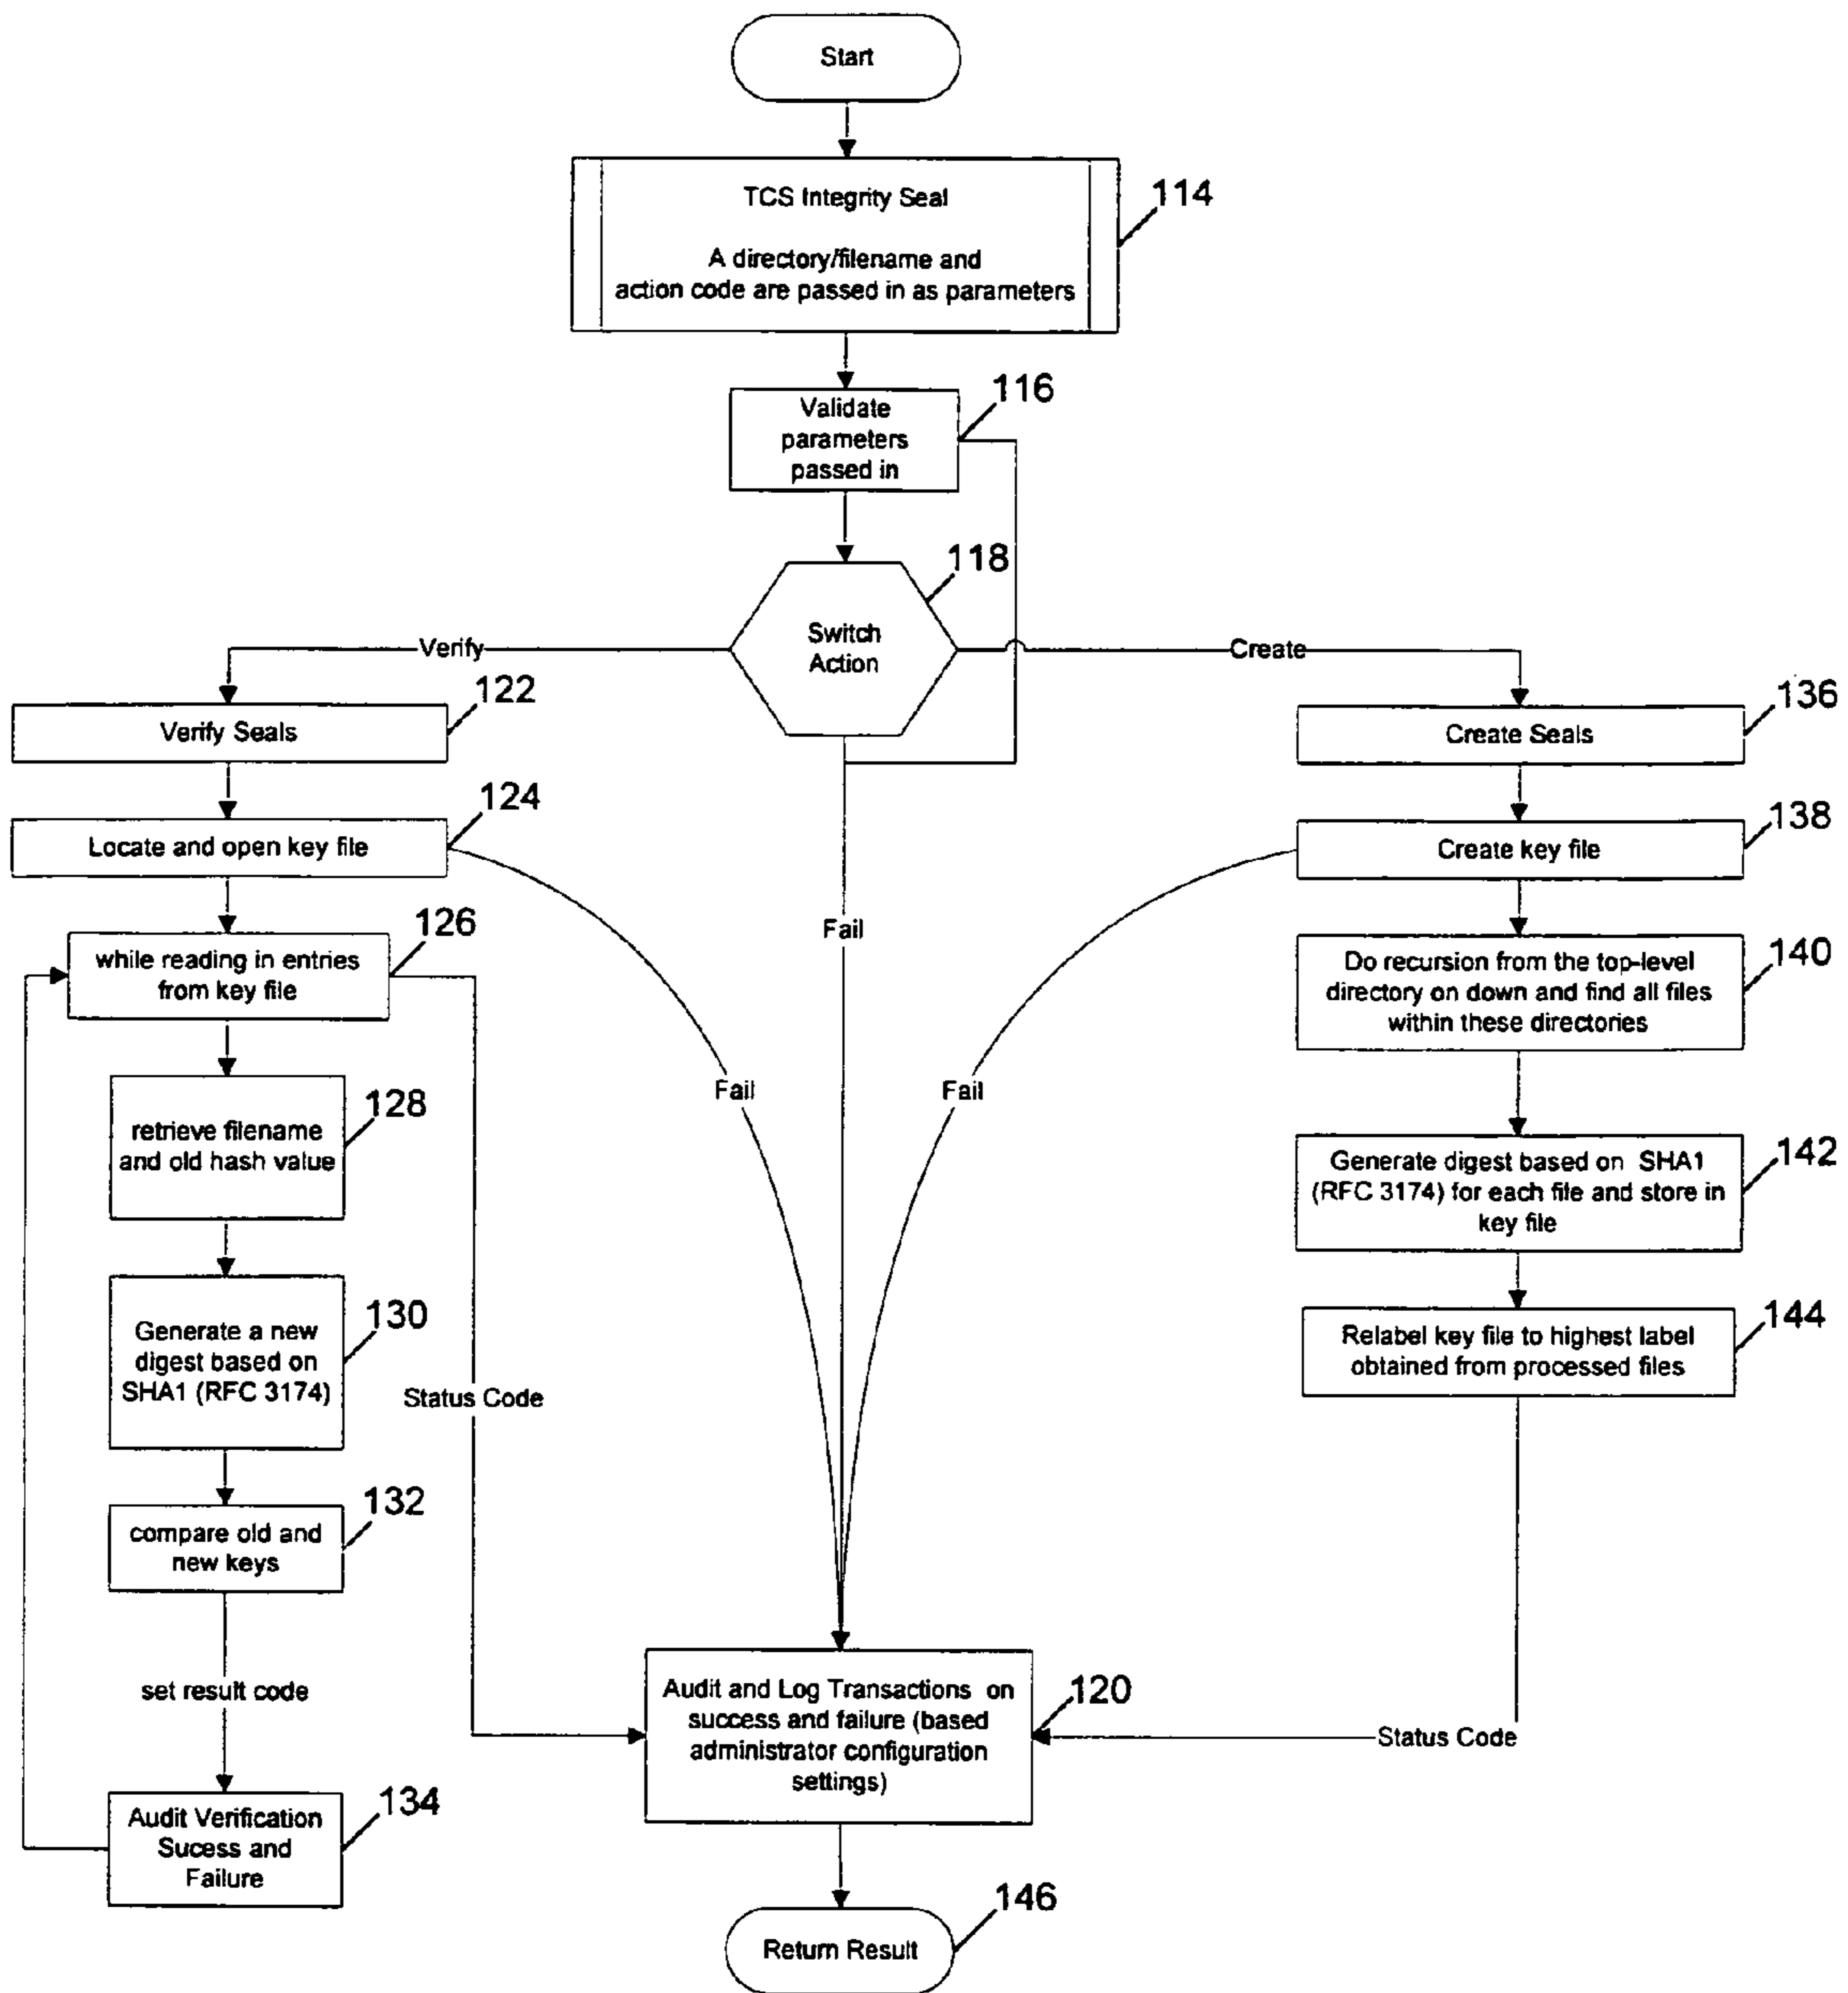 Start
TCS Integrity Seal
A directory/filename and
action code are passed in as parameters
114
Validate
parameters
passed in
116
Switch
Action
118
Verify
Create
Verify Seals
122
Create Seals
136
Locate and open key file
124
Create key file
138
Fail
Fail
Fail
while reading in entries
from key file
126
Do recursion from the top-level
directory on down and find all files
within these directories
140
retrieve filename
and old hash value
128
Generate digest based on SHA1
(RFC 3174) for each file and store in
key file
142
Generate a new
digest based on
SHA1 (RFC 3174)
130
Relabel key file to highest label
obtained from processed files
144
Status Code
compare old and
new keys
132
set result code
Audit Verification
Sucess and
Failure
134
Audit and Log Transactions on
success and failure (based
administrator configuration
settings)
120
Status Code
Return Result
146